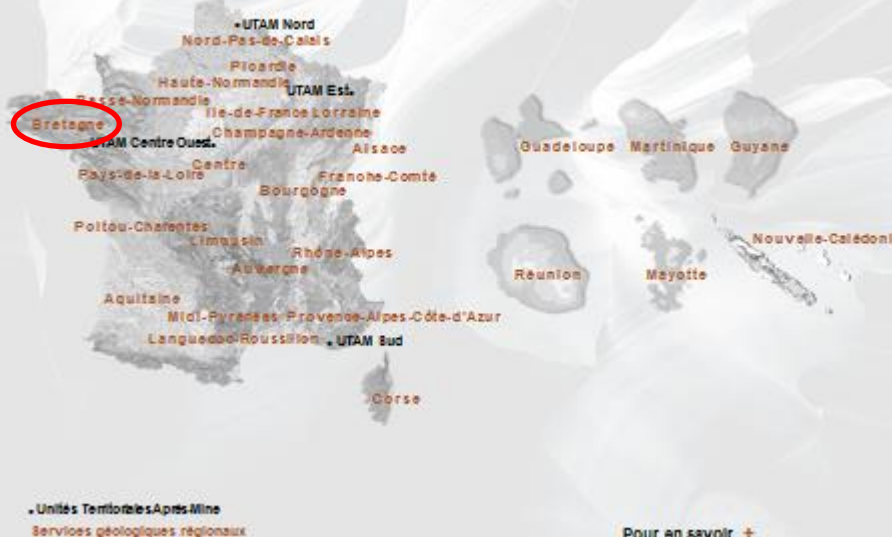 UTAM Nord
Nord-Pas-de-Calais
Picardie
Haute-Normandie
UTAM Est
Basse-Normandie
Ile-de-France Lorraine
Bretagne
Champagne-Ardenne
UTAM Centre Ouest
Alsace
Centre
Pays-de-la-Loire
Franche-Comté
Bourgogne
Poitou-Charentes
Limousin
Rhône-Alpes
Auvergne
Aquitaine
Midi-Pyrénées Provence-Alpes-Côte-d'Azur
Languedoc-Roussillon
UTAM Sud
Corse
Guadeloupe Martinique Guyane
Nouvelle-Calédoni
Réunion
Mayotte
Unités Territoriales Après-Mine
Services géologiques régionaux
Pour en savoir +